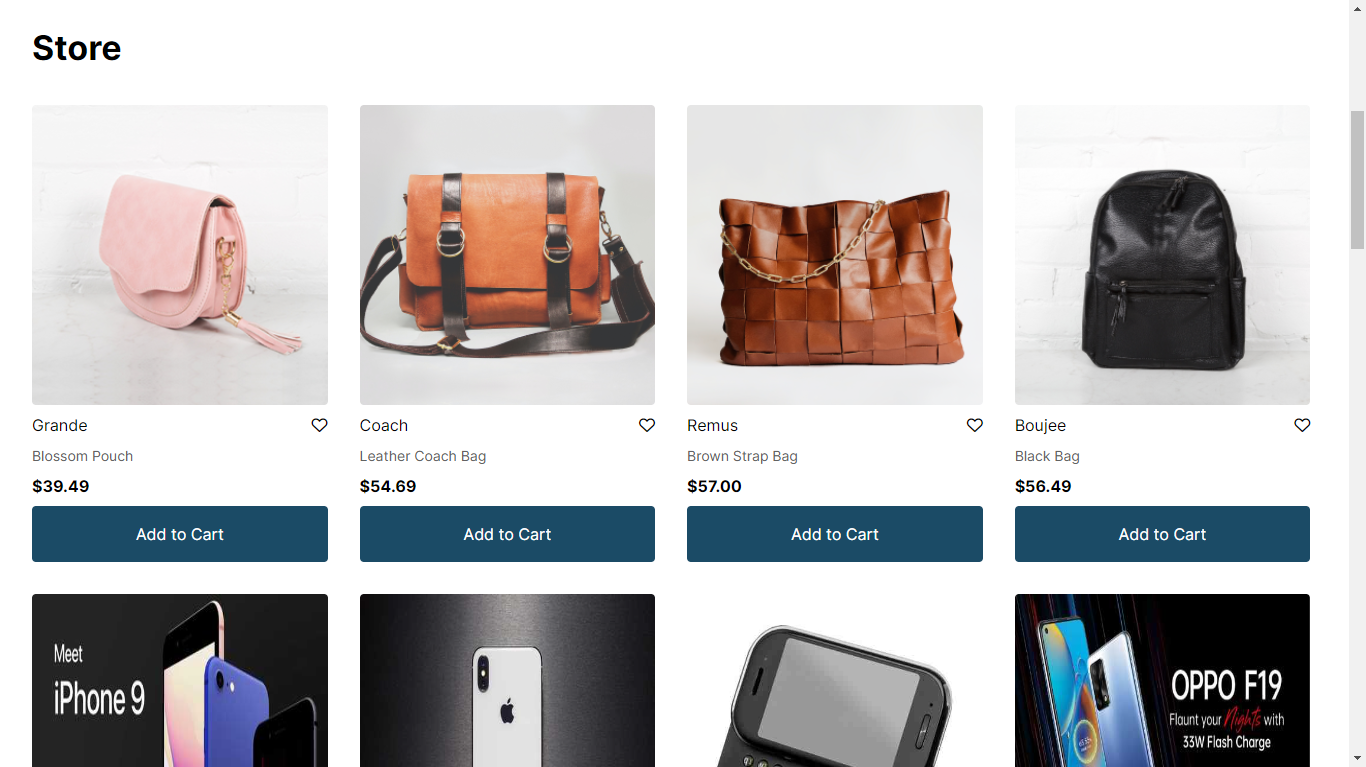 Store
Grande
Blossom Pouch
$39.49
Add to Cart
Coach
Leather Coach Bag
$54.69
Add to Cart
Remus
Brown Strap Bag
$57.00
Add to Cart
Boujee
Black Bag
$56.49
Add to Cart
Meet
iPhone 9
OPPO F19
Flaunt your Nights with
33W Flash Charge